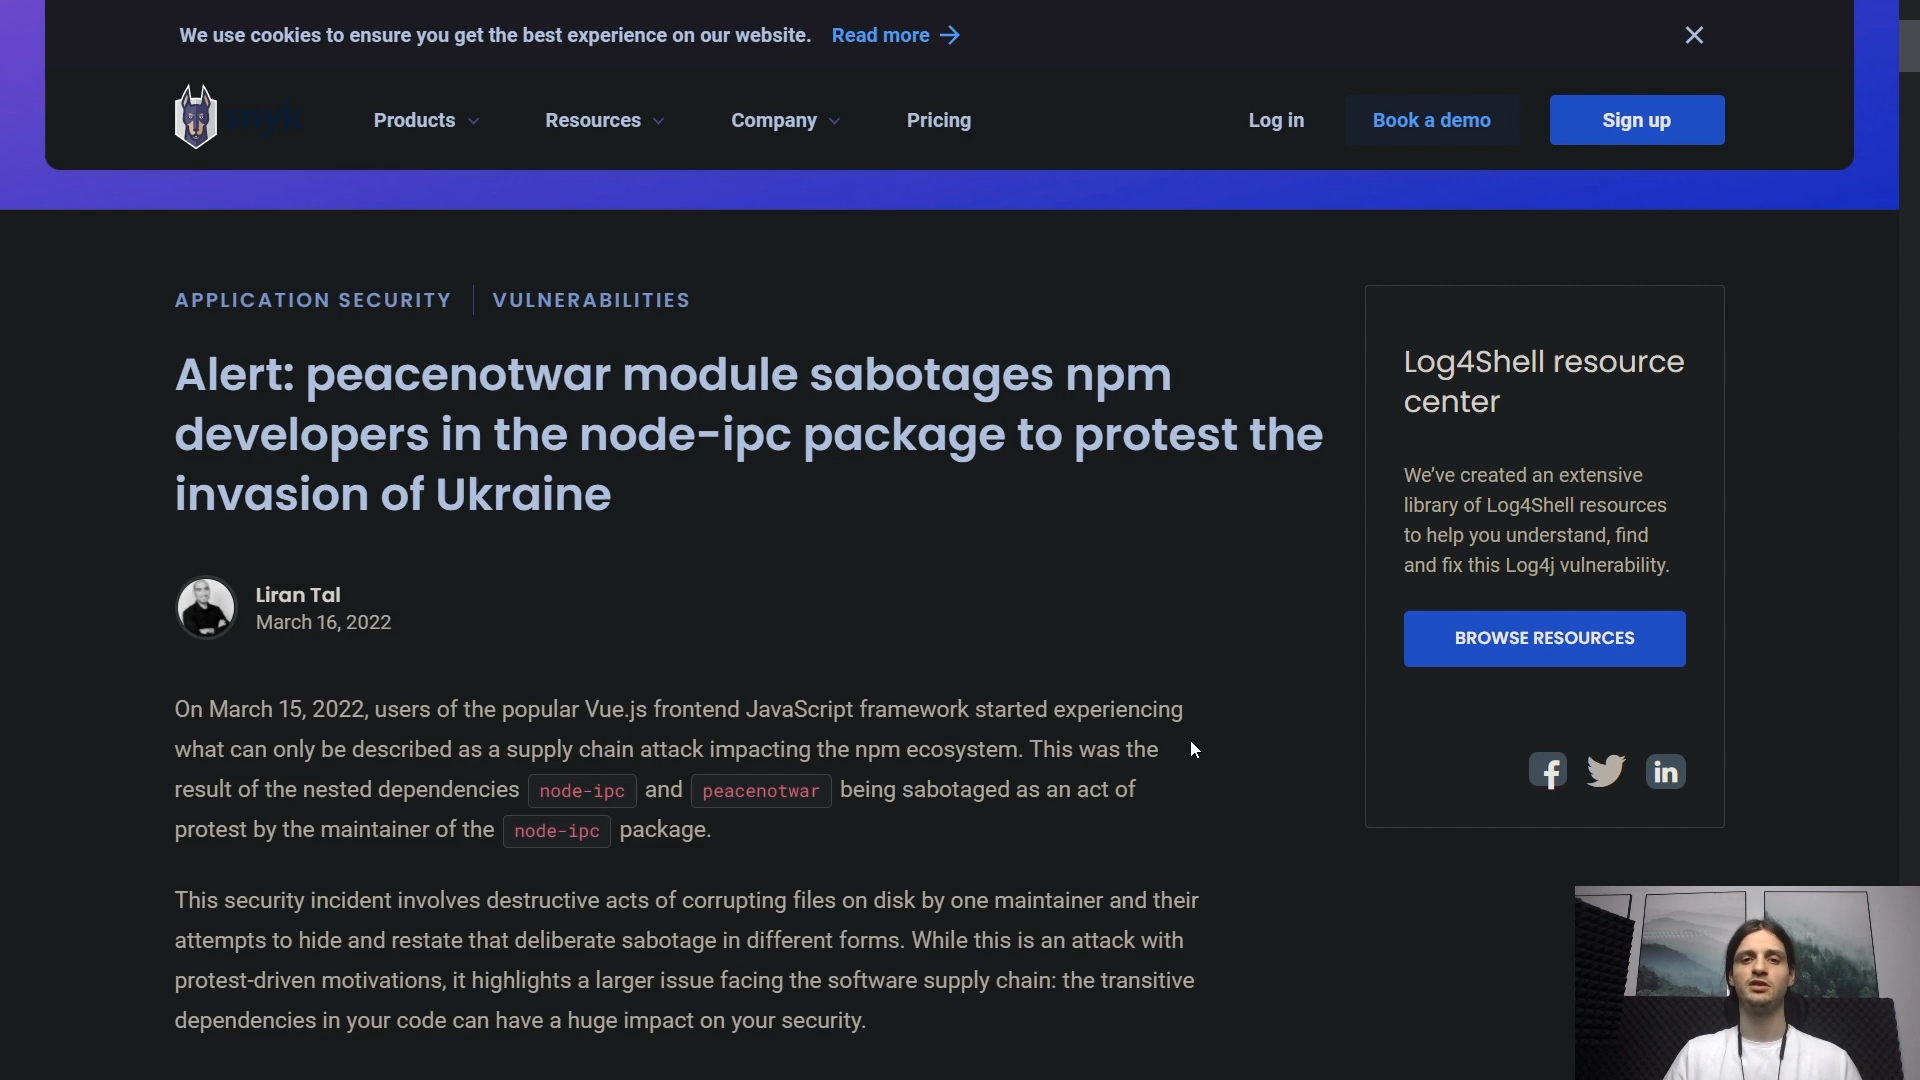 We use cookies to ensure you get the best experience on our website. Read more
snyk
Products Resources Company Pricing Log in Book a demo Sign up
APPLICATION SECURITY VULNERABILITIES
Alert: peacenotwar module sabotages npm
developers in the node-ipc package to protest the
invasion of Ukraine
Liran Tal
March 16, 2022
On March 15, 2022, users of the popular Vue.js frontend JavaScript framework started experiencing
what can only be described as a supply chain attack impacting the npm ecosystem. This was the
result of the nested dependencies node-ipc and peacenotwar being sabotaged as an act of
protest by the maintainer of the node-ipc package.
This security incident involves destructive acts of corrupting files on disk by one maintainer and their
attempts to hide and restate that deliberate sabotage in different forms. While this is an attack with
protest-driven motivations, it highlights a larger issue facing the software supply chain: the transitive
dependencies in your code can have a huge impact on your security.
Log4Shell resource
center
We’ve created an extensive
library of Log4Shell resources
to help you understand, find
and fix this Log4j vulnerability.
BROWSE RESOURCES